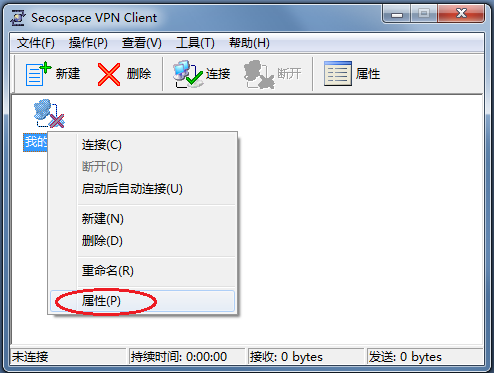 Secospace VPN Client
文件(F) 操作(P) 查看(V) 工具(T) 帮助(H)
新建 删除 连接 断开 属性
我的
连接(C)
断开(D)
启动后自动连接(U)
新建(N)
删除(D)
重命名(R)
属性(P)
未连接 持续时间: 0:00:00 接收: 0 bytes 发送: 0 bytes